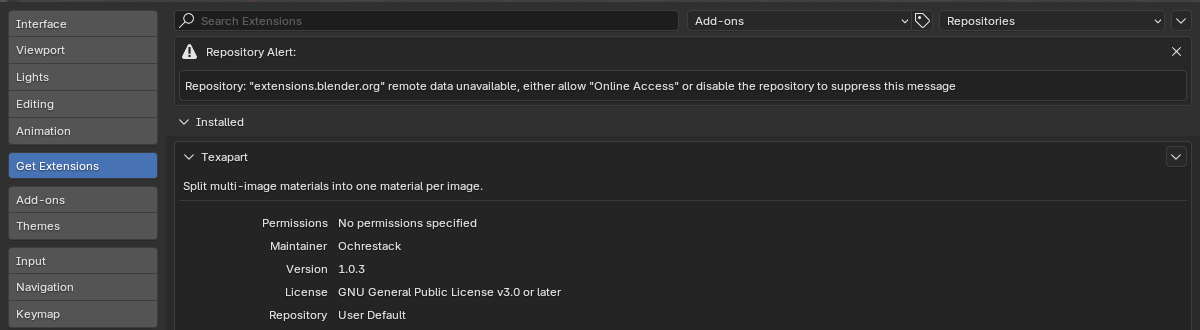 Interface
Viewport
Lights
Editing
Animation
Get Extensions
Add-ons
Themes
Input
Navigation
Keymap
Search Extensions
Add-ons
Repositories
Repository Alert:
Repository: "extensions.blender.org" remote data unavailable, either allow "Online Access" or disable the repository to suppress this message
Installed
Texapart
Split multi-image materials into one material per image.
Permissions No permissions specified
Maintainer Ochrestack
Version 1.0.3
License GNU General Public License v3.0 or later
Repository User Default